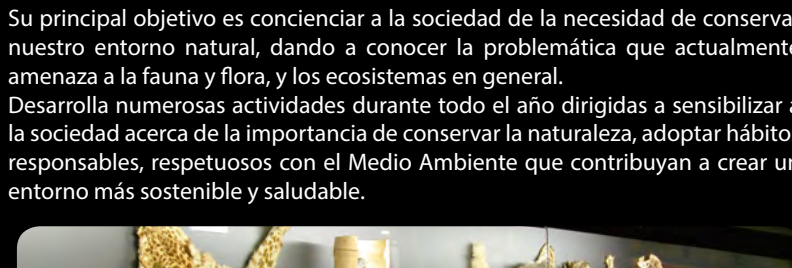 Su principal objetivo es concienciar a la sociedad de la necesidad de conserva
nuestro entorno natural, dando a conocer la problemática que actualmente
amenaza a la fauna y flora, y los ecosistemas en general.
Desarrolla numerosas actividades durante todo el año dirigidas a sensibilizar a
la sociedad acerca de la importancia de conservar la naturaleza, adoptar hábito
responsables, respetuosos con el Medio Ambiente que contribuyan a crear un
entorno más sostenible y saludable.